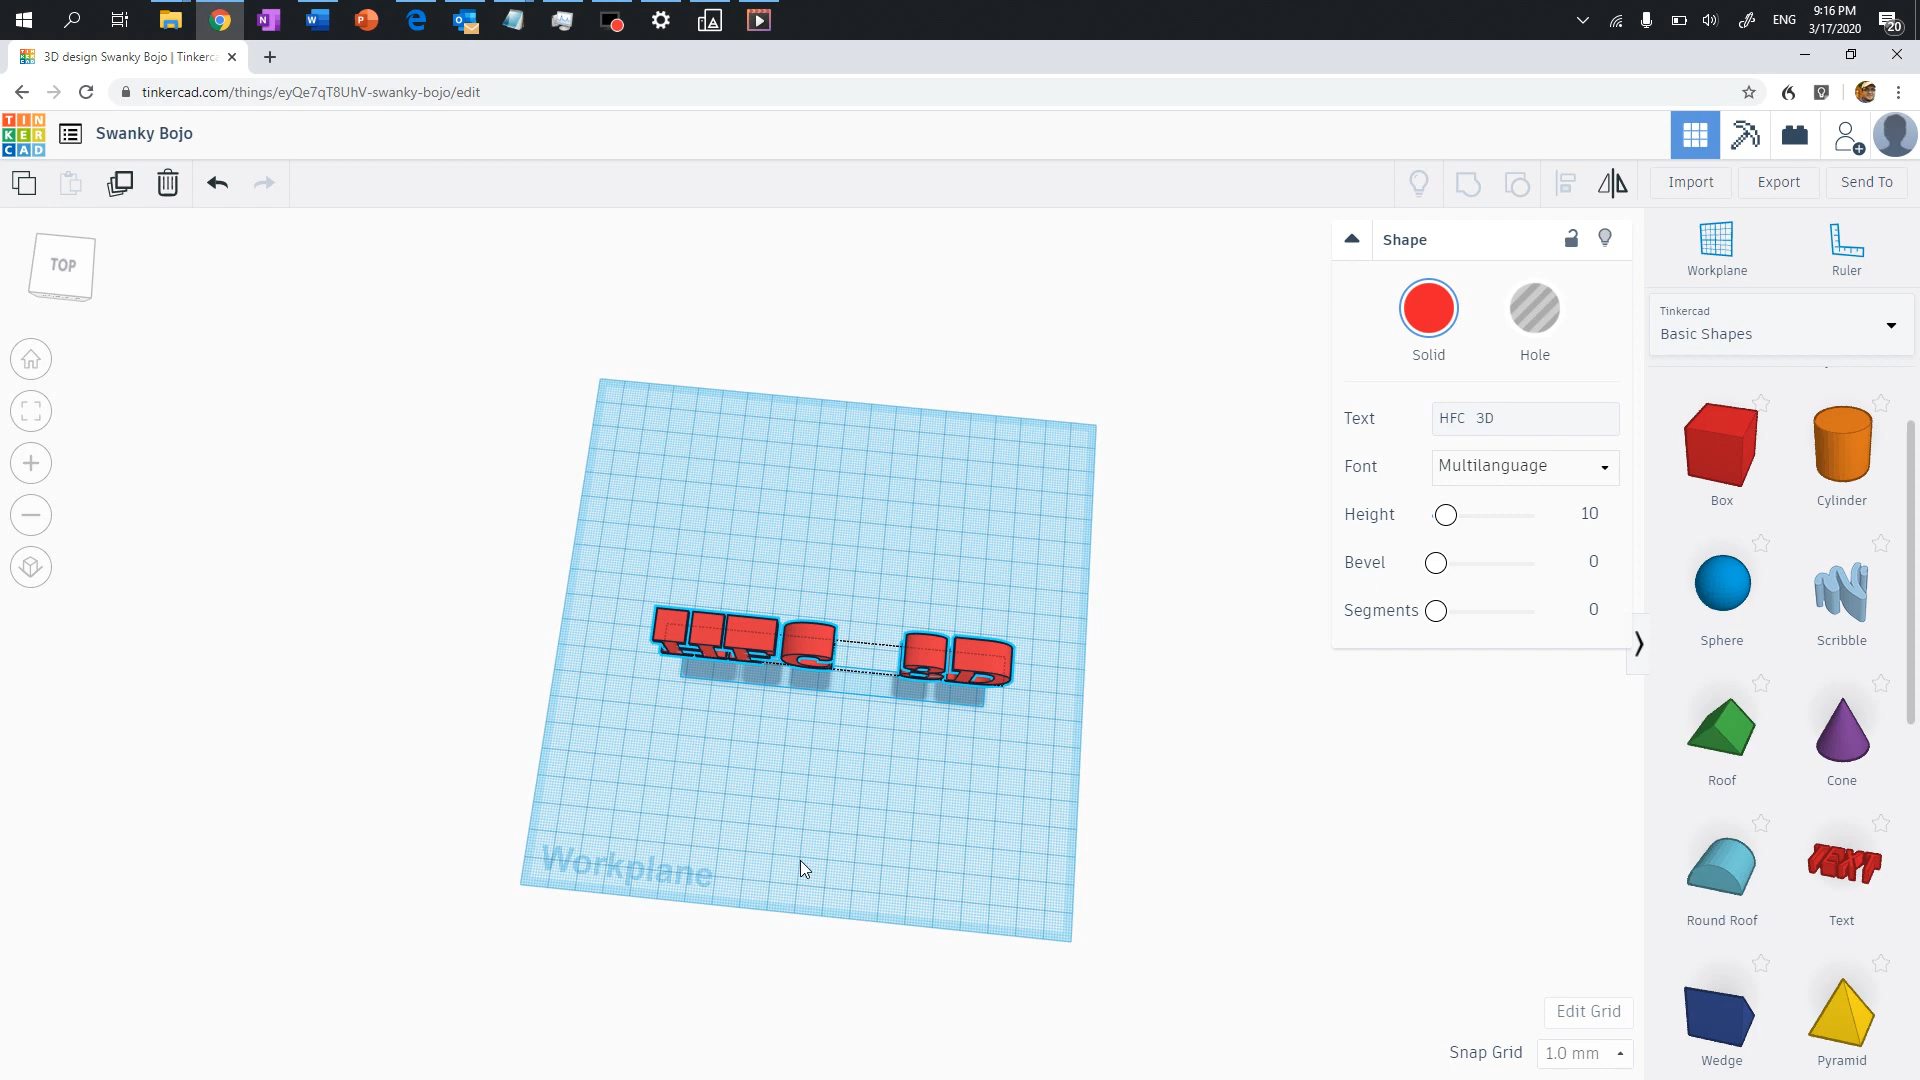 ENG
9:16 PM
3/17/2020
20
3D design Swanky Bojo | Tinkerca
tinkercad.com/things/eyQe7qT8UhV-swanky-bojo/edit
TIN
KER
CAD
Swanky Bojo
Import
Export
Send To
TOP
Shape
Workplane
Ruler
Solid
Hole
Tinkercad
Basic Shapes
Text
HFC 3D
Font
Multilanguage
Height
10
Bevel
0
Segments
0
Box
Cylinder
Sphere
Scribble
Roof
Cone
TEXT
Round Roof
Text
Wedge
Pyramid
HFC 3D
Workplane
Edit Grid
Snap Grid
1.0 mm